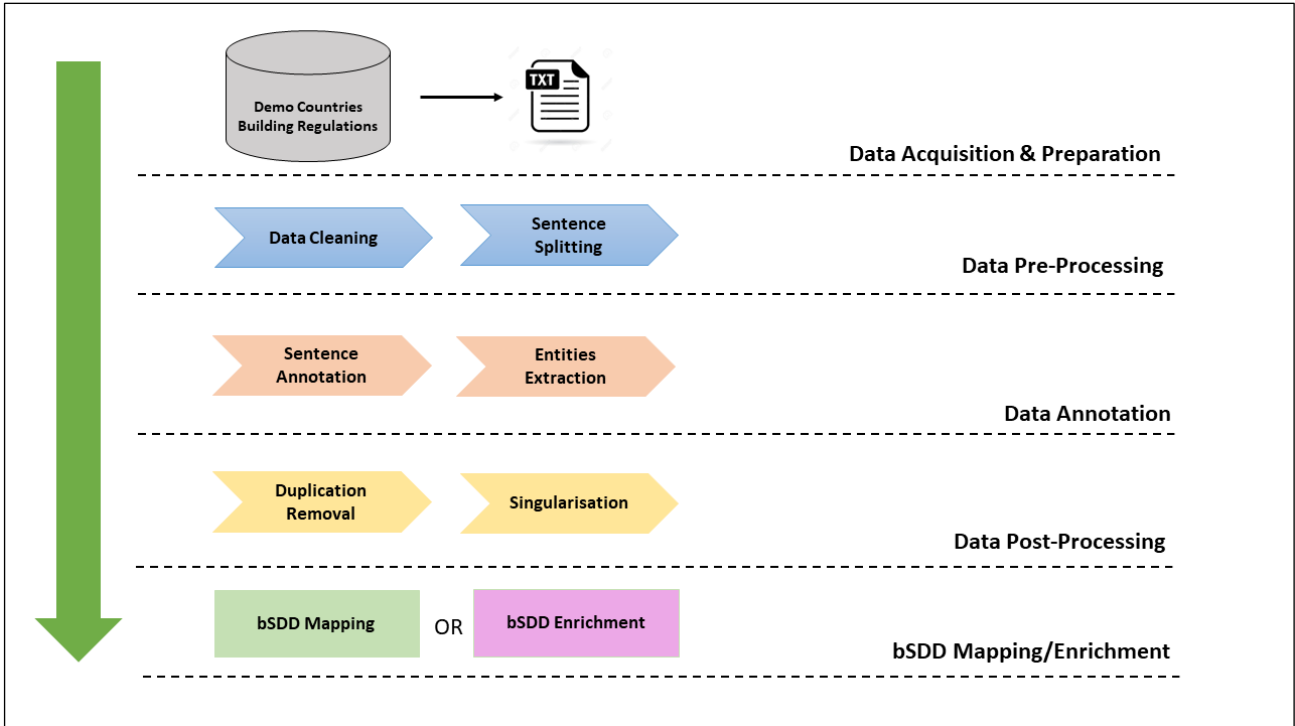 Demo Countries
Building Regulations
TXT
Data Acquisition & Preparation
Data Cleaning
Sentence
Splitting
Data Pre-Processing
Sentence
Annotation
Entities
Extraction
Data Annotation
Duplication
Removal
Singularisation
Data Post-Processing
bSDD Mapping
OR
bSDD Enrichment
bSDD Mapping/Enrichment